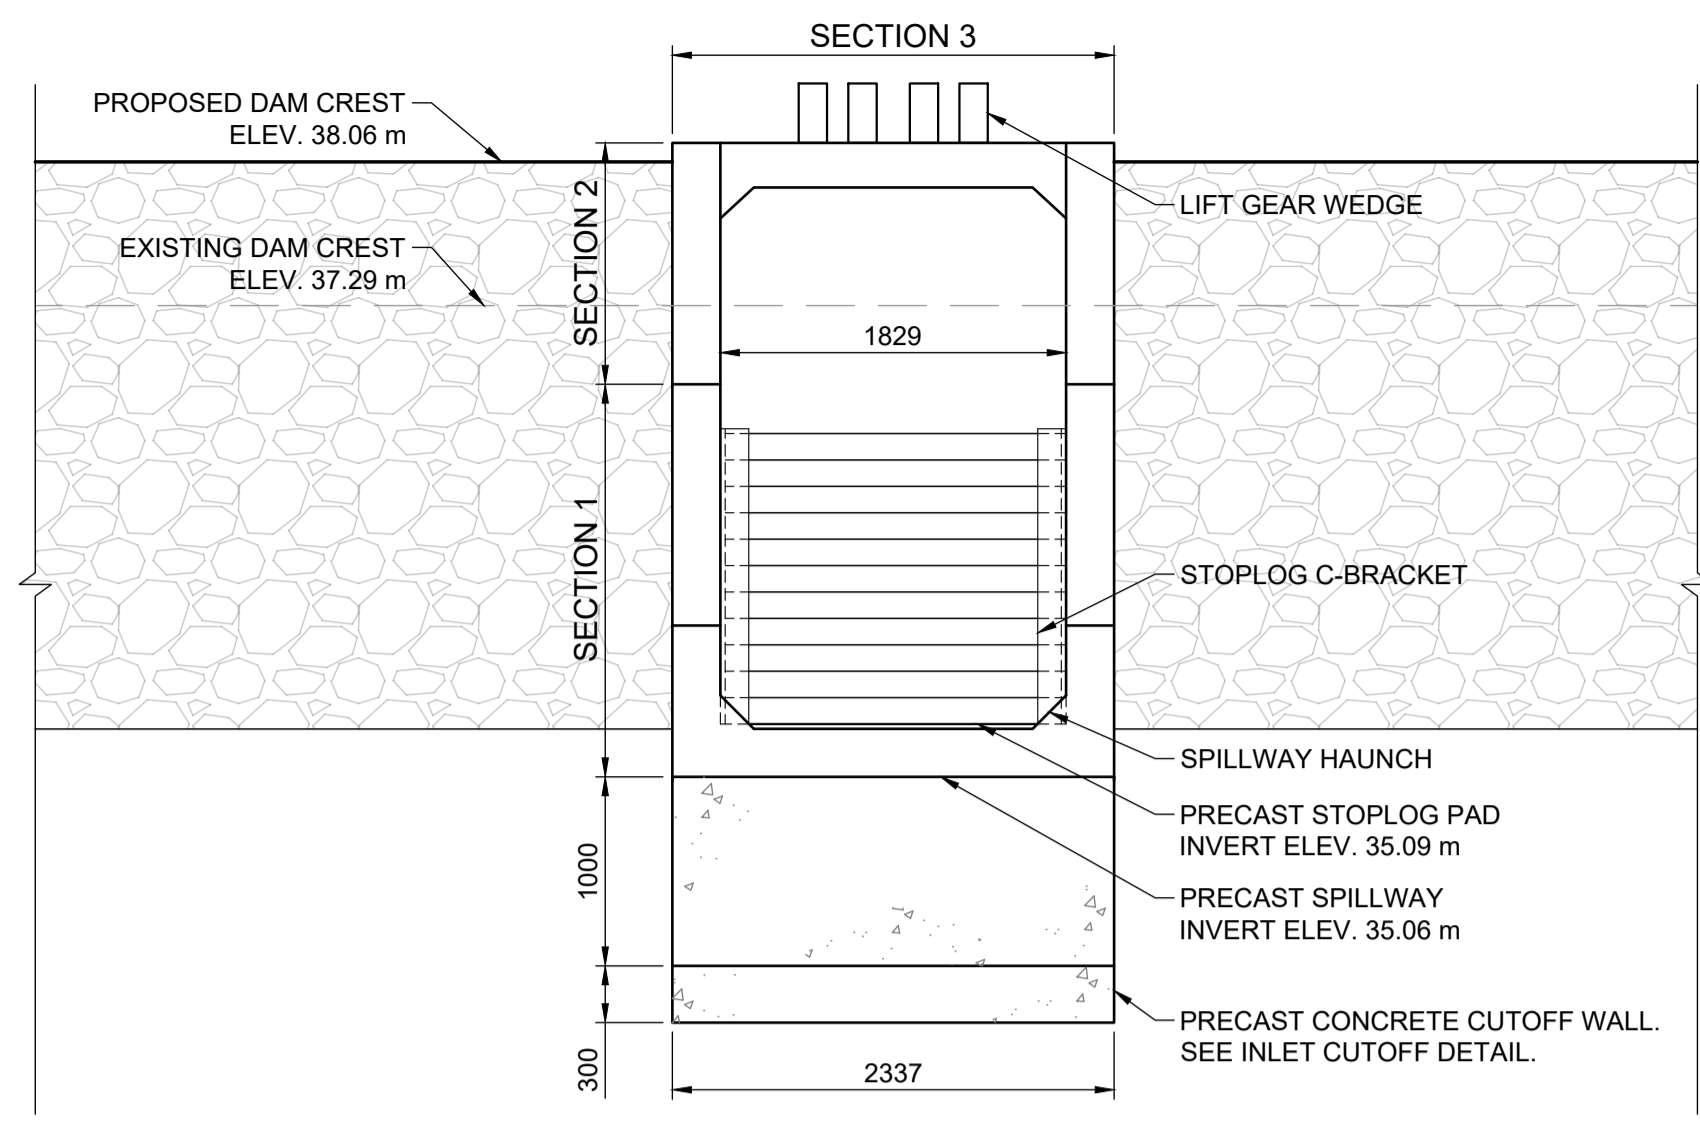 SECTION 3
PROPOSED DAM CREST
ELEV. 38.06 m
LIFT GEAR WEDGE
SECTION 2
EXISTING DAM CREST
ELEV. 37.29 m
1829
SECTION 1
STOPLOG C-BRACKET
SPILLWAY HAUNCH
PRECAST STOPLOG PAD
INVERT ELEV. 35.09 m
1000
PRECAST SPILLWAY
INVERT ELEV. 35.06 m
PRECAST CONCRETE CUTOFF WALL.
SEE INLET CUTOFF DETAIL.
300
2337